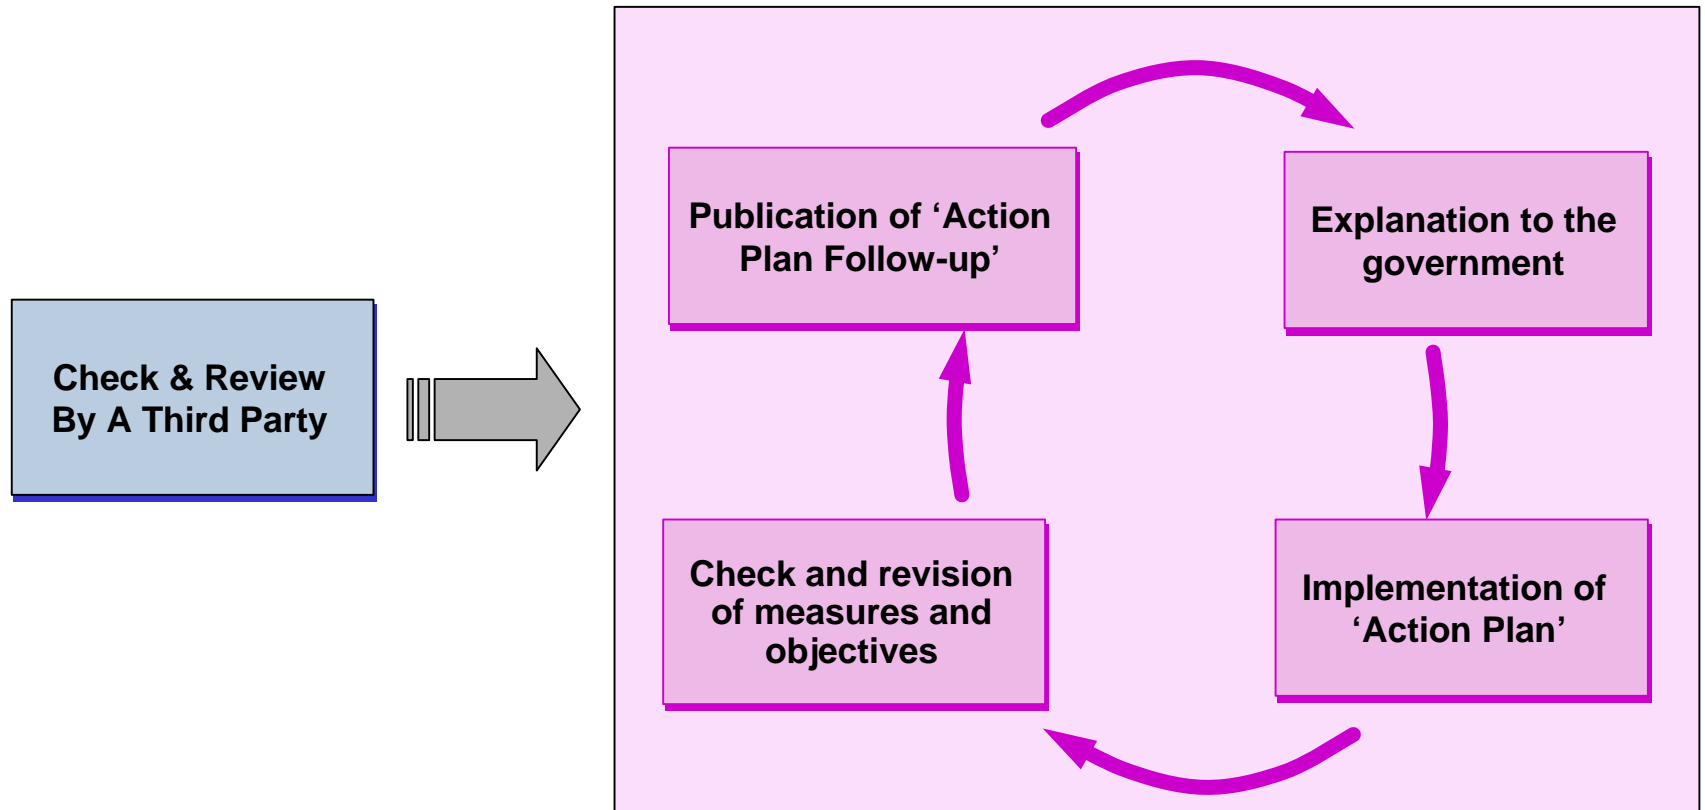 Check & Review
By A Third Party
Publication of ‘Action
Plan Follow-up’
Explanation to the
government
Check and revision
of measures and
objectives
Implementation of
‘Action Plan’